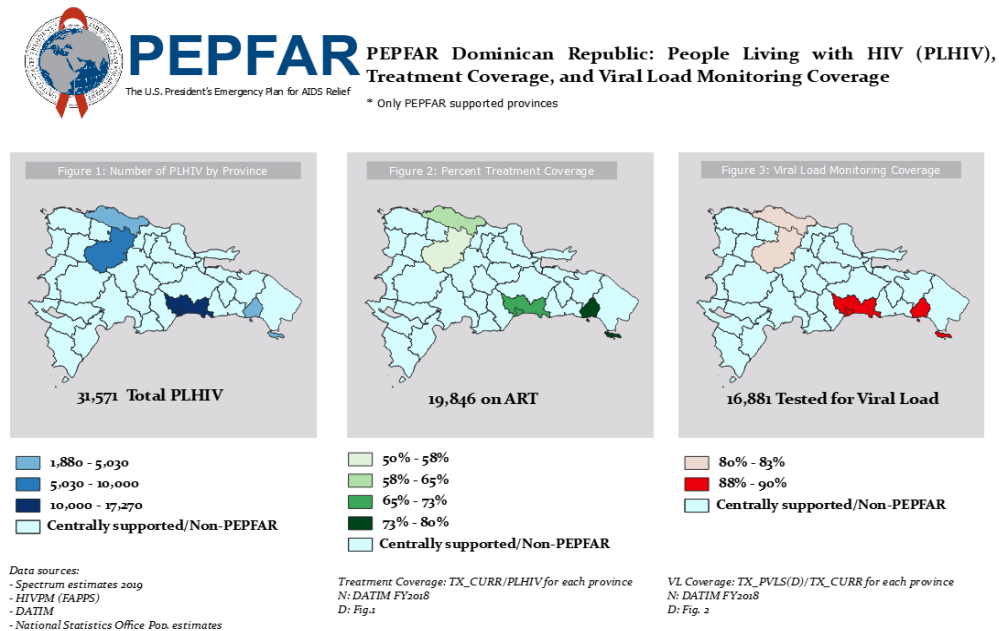 PEPFAR
The U.S. President's Emergency Plan for AIDS Relief
PEPFAR Dominican Republic: People Living with HIV (PLHIV),
Treatment Coverage, and Viral Load Monitoring Coverage
* Only PEPFAR supported provinces
Figure 1: Number of PLHIV by Province
31,571 Total PLHIV
1,880 - 5,030
5,030 - 10,000
10,000 - 17,270
Centrally supported/Non-PEPFAR
Data sources:
- Spectrum estimates 2019
- HIVPM (FAPPS)
- DATIM
- National Statistics Office Pop. estimates
Figure 2: Percent Treatment Coverage
19,846 on ART
50% - 58%
58% - 65%
65% - 73%
73% - 80%
Centrally supported/Non-PEPFAR
Treatment Coverage: TX_CURR/PLHIV for each province
N: DATIM FY2018
D: Fig.1
Figure 3: Viral Load Monitoring Coverage
16,881 Tested for Viral Load
80% - 83%
88% - 90%
Centrally supported/Non-PEPFAR
VL Coverage: TX_PVLS(D)/TX_CURR for each province
N: DATIM FY2018
D: Fig. 2